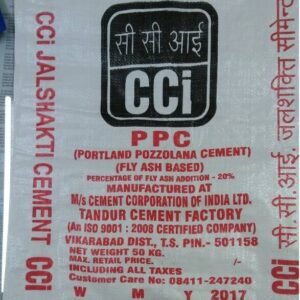 सी सी आई
CCi
PPC
(PORTLAND POZZOLANA CEMENT)
(FLY ASH BASED)
PERCENTAGE OF FLY ASH ADDITION - 20%
MANUFACTURED AT
M/s CEMENT CORPORATION OF INDIA LTD.
TANDUR CEMENT FACTORY
(An ISO 9001 : 2008 CERTIFIED COMPANY)
VIKARABAD DIST., T.S. PIN.- 501158
NET WEIGHT 50 KG.
MAX. RETAIL PRICE. /-
INCLUDING ALL TAXES
Customer Care No: 08411-247240
W M Y 2017
CCi JALSHAKTI CEMENT CCi
सी.सी.आई. जलशक्ति सीमेन्ट